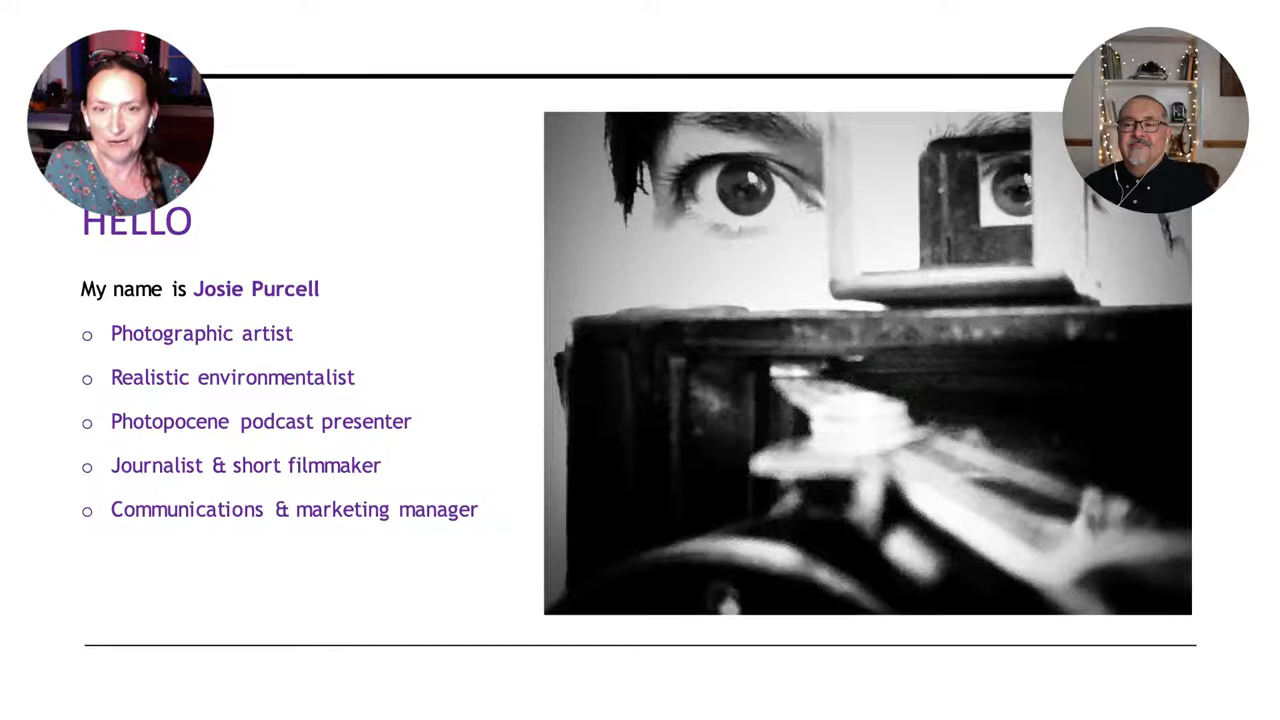 HELLO
My name is Josie Purcell
Photographic artist
Realistic environmentalist
Photopocene podcast presenter
Journalist & short filmmaker
Communications & marketing manager